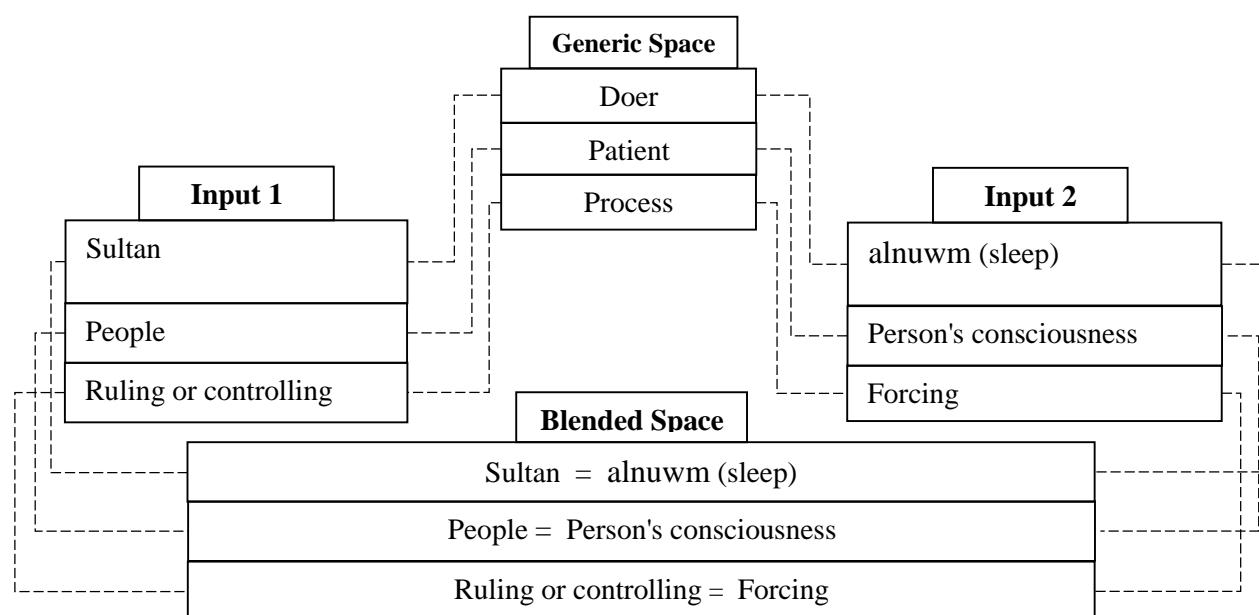 Generic Space
Doer
Patient
Process
Input 1
Sultan
People
Ruling or controlling
Input 2
alnuwm (sleep)
Person's consciousness
Forcing
Blended Space
Sultan = alnuwm (sleep)
People = Person's consciousness
Ruling or controlling = Forcing